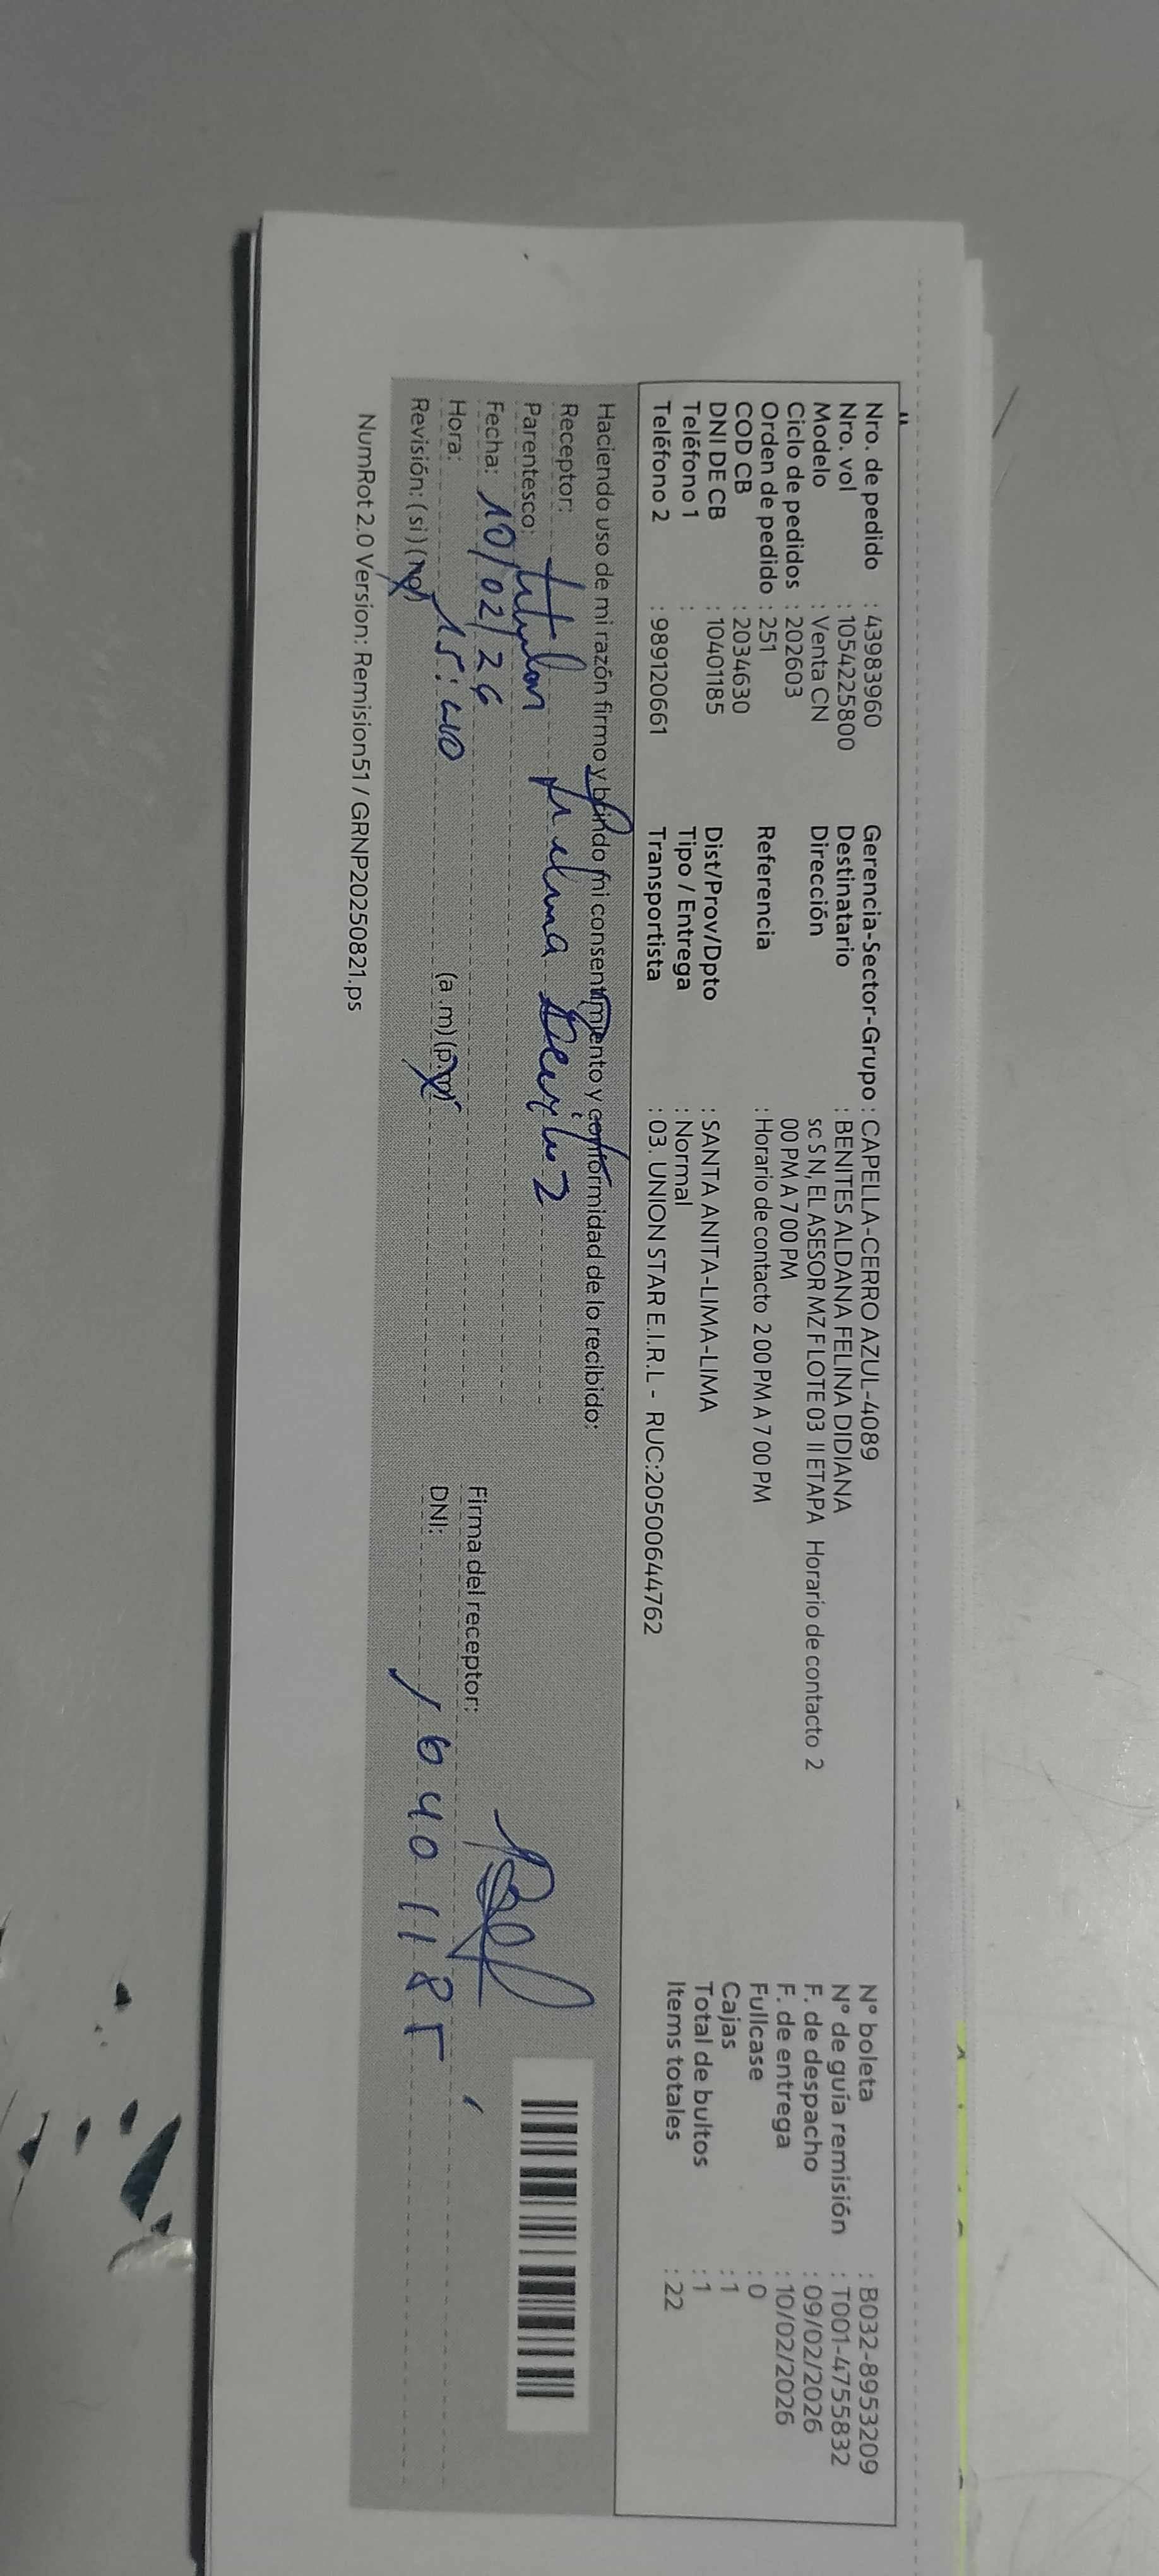 Nro. de pedido : 43983960 Gerencia-Sector-Grupo : CAPELLA-CERRO AZUL-4089 N° boleta : B032-8953209
Nro. vol : 1054225800 Destinatario : BENITES ALDANA FELINA DIDIANA N° de guía remisión : T001-4755832
Modelo : Venta CN Dirección sc S N, EL ASESOR MZ F LOTE 03 II ETAPA Horario de contacto 2 F. de despacho : 09/02/2026
Ciclo de pedidos : 202603 00 PM A 7 00 PM F. de entrega : 10/02/2026
Orden de pedido : 251 Referencia : Horario de contacto 2 00 PM A 7 00 PM Fullcase : 0
COD CB : 2034630 Cajas : 1
DNI DE CB : 10401185 Dist/Prov/Dpto : SANTA ANITA-LIMA-LIMA Total de bultos : 1
Teléfono 1 : Tipo / Entrega : Normal Items totales : 22
Teléfono 2 : 989120661 Transportista : 03. UNION STAR E.I.R.L - RUC:20500644762
Haciendo uso de mi razón firmo y brindo mi consentimiento y conformidad de lo recibido:
Receptor:
Parentesco: titular
Fecha: 10/02/26 Firma del receptor:
Hora: 15:40 (a.m)(p.m) DNI: 10401185
Revisión: (si)(no)
NumRot 2.0 Version: Remision51 / GRNP20250821.ps